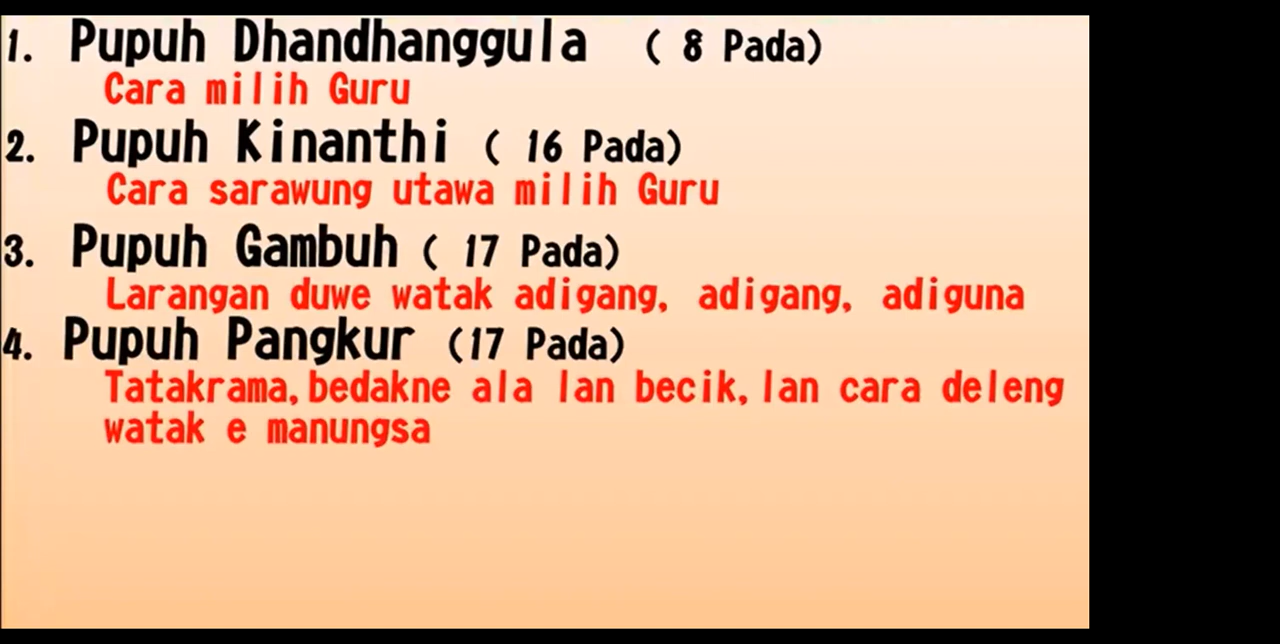 1. Pupuh Dhandhanggula ( 8 Pada)
Cara milih Guru
2. Pupuh Kinanthi ( 16 Pada)
Cara sarawung utawa milih Guru
3. Pupuh Gambuh ( 17 Pada)
Larangan duwe watak adigang, adigang, adiguna
4. Pupuh Pangkur (17 Pada)
Tatakrama,bedakne ala lan becik,lan cara deleng
watak e manungsa